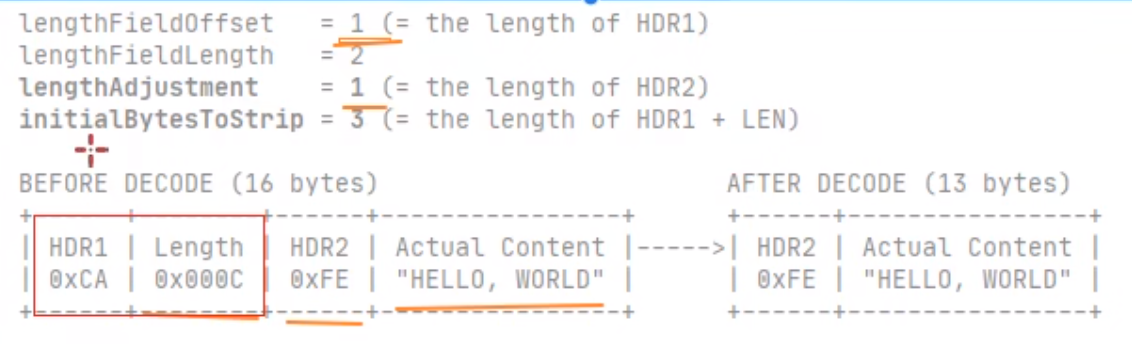 lengthFieldOffset   = 1 (= the length of HDR1)
lengthFieldLength   = 2
lengthAdjustment    = 1 (= the length of HDR2)
initialBytesToStrip = 3 (= the length of HDR1 + LEN)
BEFORE DECODE (16 bytes)                       AFTER DECODE (13 bytes)
+------+--------+------+----------------+      +------+----------------+
| HDR1 | Length | HDR2 | Actual Content |----->| HDR2 | Actual Content |
| 0xCA | 0x000C | 0xFE | "HELLO, WORLD" |      | 0xFE | "HELLO, WORLD" |
+------+--------+------+----------------+      +------+----------------+